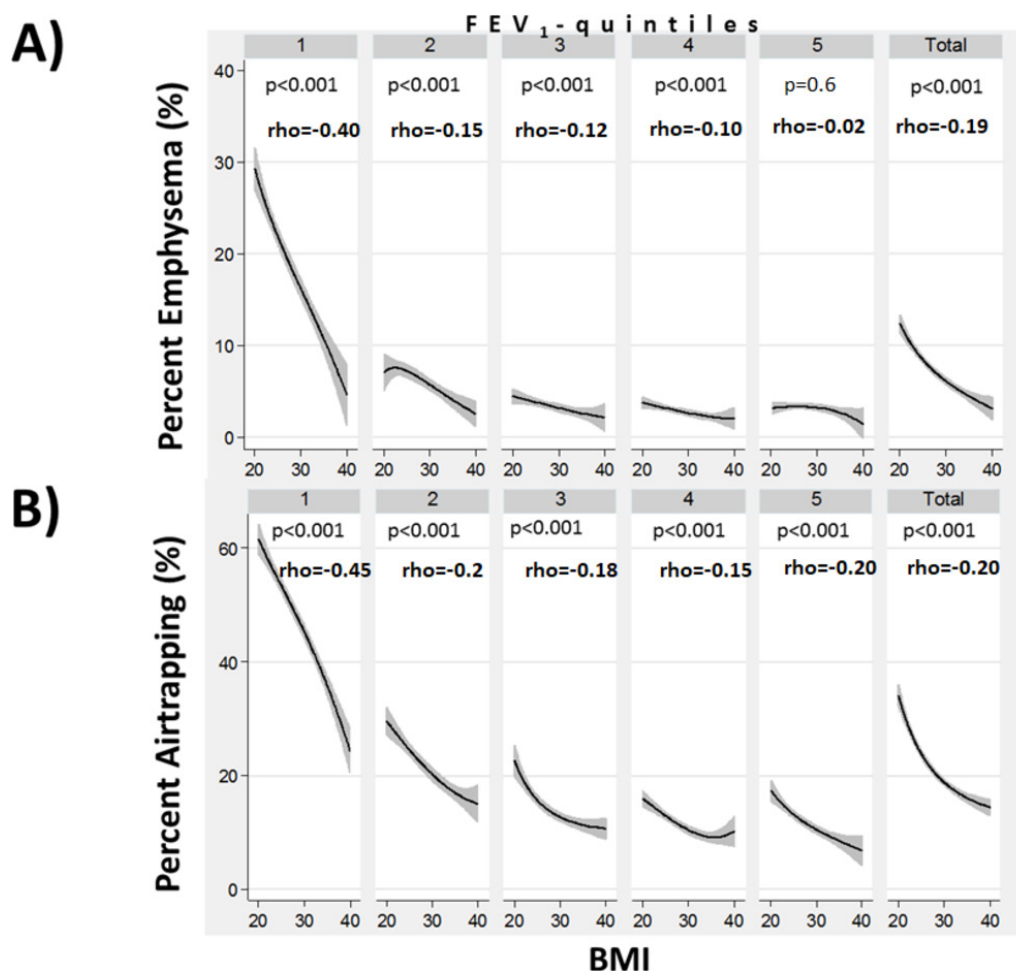 A)
FEV₁-quintiles
1 2 3 4 5 Total
p<0.001 p<0.001 p<0.001 p<0.001 p=0.6 p<0.001
rho=-0.40 rho=-0.15 rho=-0.12 rho=-0.10 rho=-0.02 rho=-0.19
Percent Emphysema (%)
40
30
20
10
0
20 30 40 20 30 40 20 30 40 20 30 40 20 30 40 20 30 40
B)
1 2 3 4 5 Total
p<0.001 p<0.001 p<0.001 p<0.001 p<0.001 p<0.001
rho=-0.45 rho=-0.2 rho=-0.18 rho=-0.15 rho=-0.20 rho=-0.20
Percent Airtrapping (%)
60
40
20
0
20 30 40 20 30 40 20 30 40 20 30 40 20 30 40 20 30 40
BMI